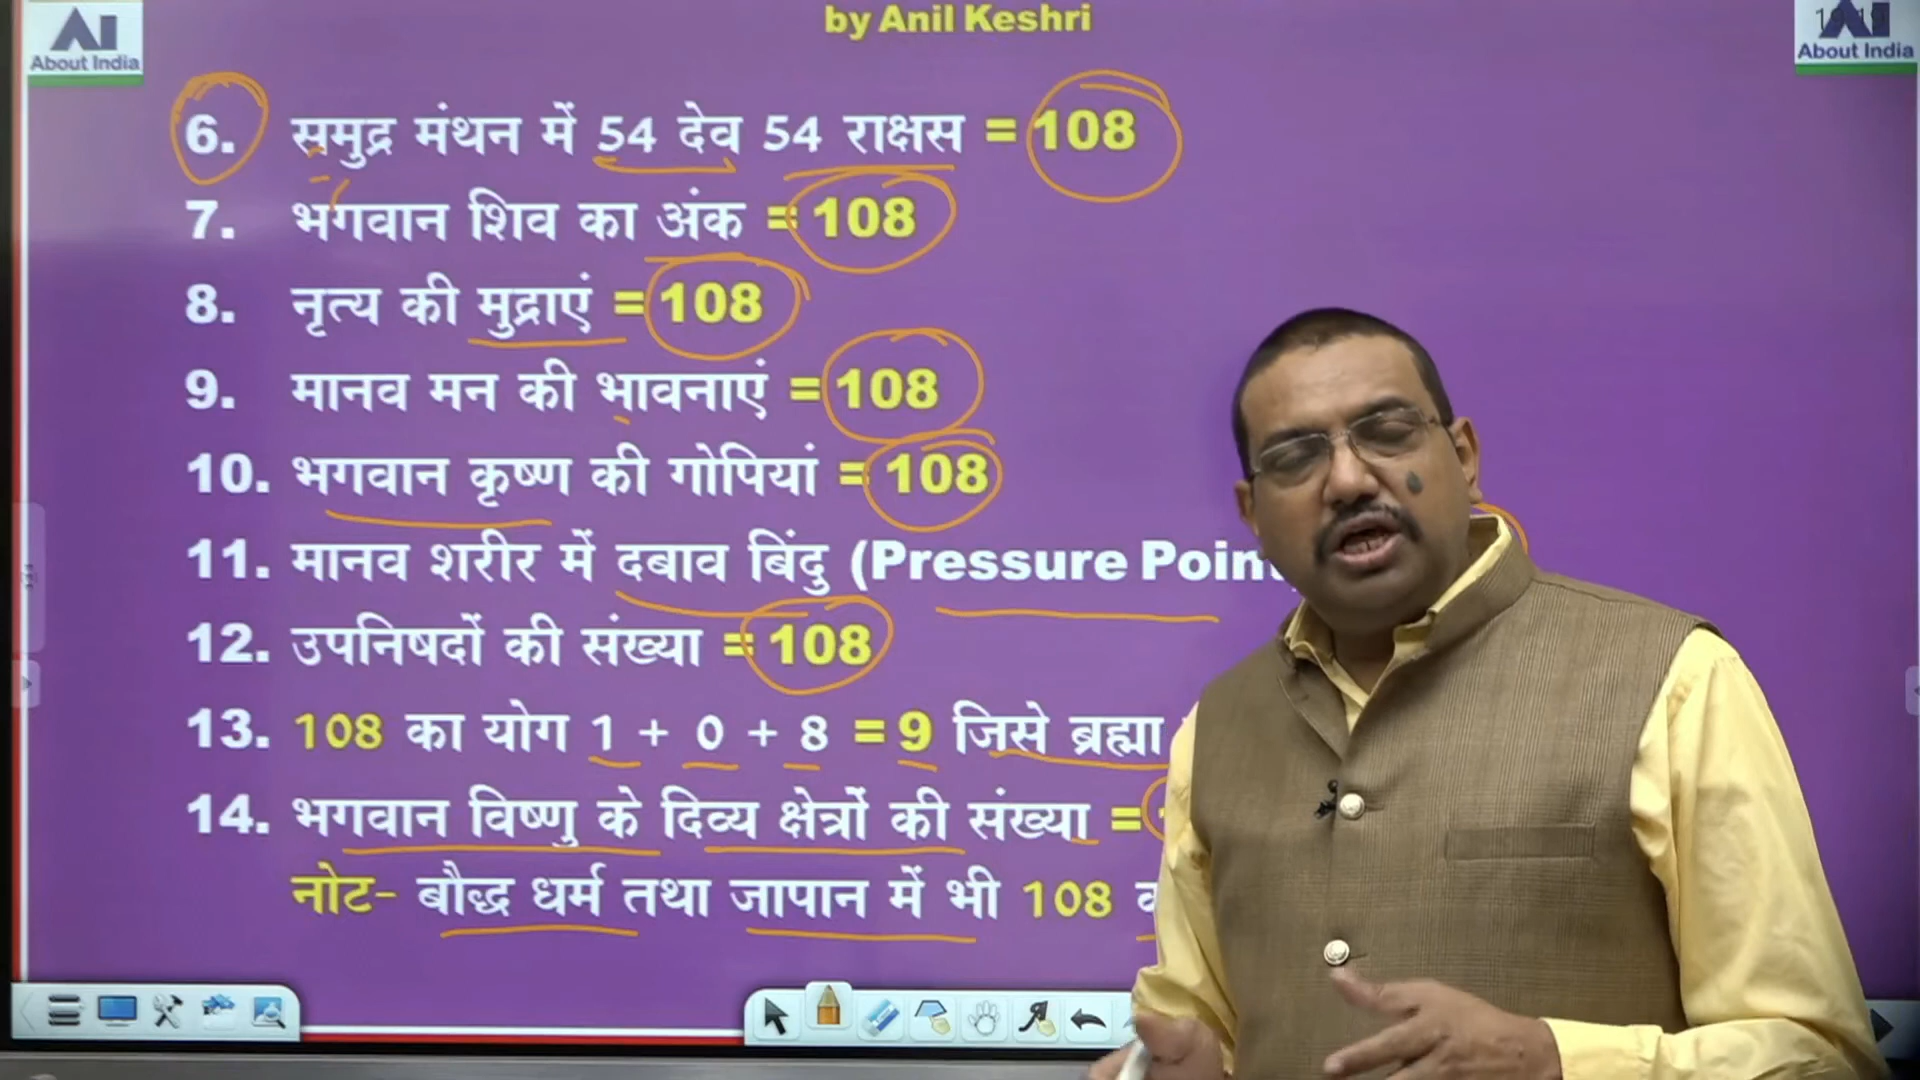 by Anil Keshri
About India
About India
6. समुद्र मंथन में 54 देव 54 राक्षस = 108
7. भगवान शिव का अंक = 108
8. नृत्य की मुद्राएं = 108
9. मानव मन की भावनाएं = 108
10. भगवान कृष्ण की गोपियां = 108
11. मानव शरीर में दबाव बिंदु (Pressure Point
12. उपनिषदों की संख्या = 108
13. 108 का योग 1 + 0 + 8 = 9 जिसे ब्रह्मा
14. भगवान विष्णु के दिव्य क्षेत्रों की संख्या =
नोट- बौद्ध धर्म तथा जापान में भी 108